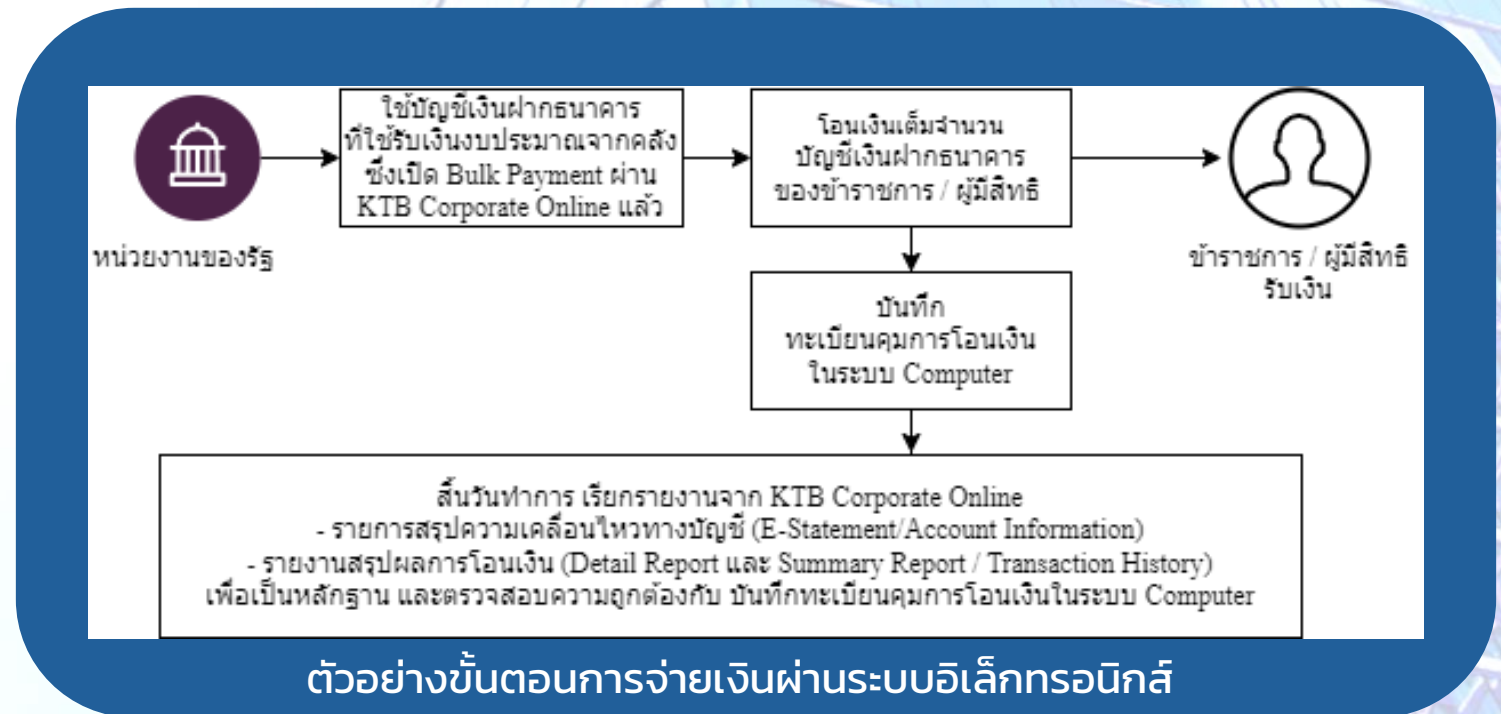 ใช้บัญชีเงินฝากธนาคาร
ที่ใช้รับเงินงบประมาณจากคลัง
ซึ่งเปิด Bulk Payment ผ่าน
KTB Corporate Online แล้ว
โอนเงินเต็มจำนวน
บัญชีเงินฝากธนาคาร
ของข้าราชการ / ผู้มีสิทธิ
หน่วยงานของรัฐ
ข้าราชการ / ผู้มีสิทธิ
รับเงิน
บันทึก
ทะเบียนคุมการโอนเงิน
ในระบบ Computer
สิ้นวันทำการ เรียกรายงานจาก KTB Corporate Online
- รายการสรุปความเคลื่อนไหวทางบัญชี (E-Statement/Account Information)
- รายงานสรุปผลการโอนเงิน (Detail Report และ Summary Report / Transaction History)
เพื่อเป็นหลักฐาน และตรวจสอบความถูกต้องกับ บันทึกทะเบียนคุมการโอนเงินในระบบ Computer
ตัวอย่างขั้นตอนการจ่ายเงินผ่านระบบอิเล็กทรอนิกส์